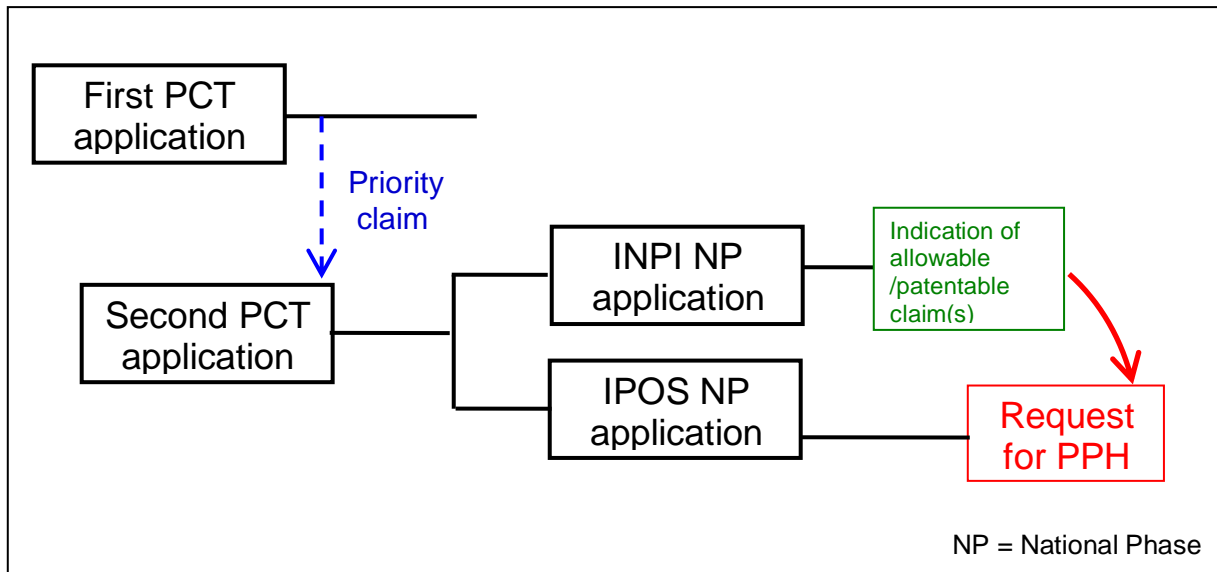 First PCT
application
Priority
claim
Second PCT
application
INPI NP
application
Indication of
allowable
/patentable
claim(s)
IPOS NP
application
Request
for PPH
NP = National Phase